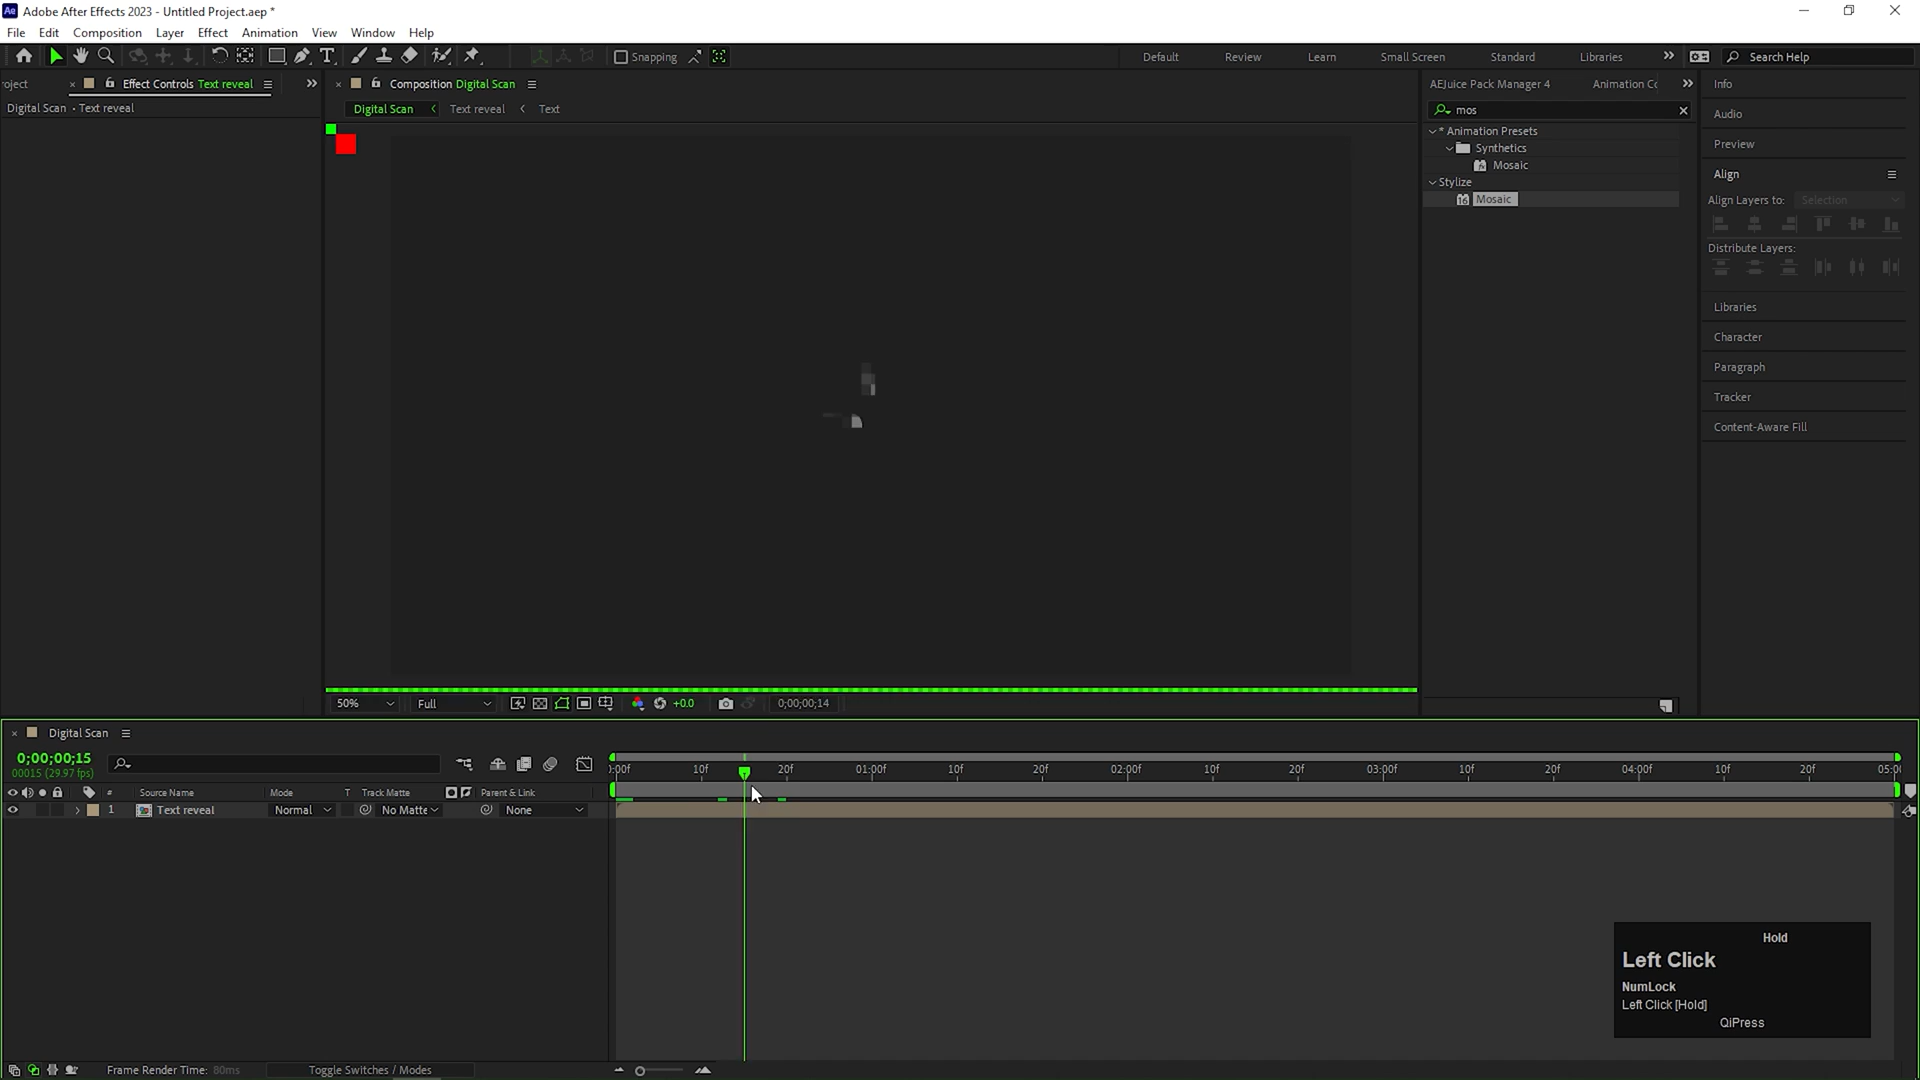 Adobe After Effects 2023 - Untitled Project.aep *
File Edit Composition Layer Effect Animation View Window Help
Snapping Default Review Learn Small Screen Standard Libraries Search Help
oject Effect Controls Text reveal
Composition Digital Scan
AEJuice Pack Manager 4 Animation Cc
Info
Digital Scan • Text reveal
Digital Scan Text reveal Text
mos
Audio
* Animation Presets
Preview
Synthetics
Mosaic
Align
Stylize
Mosaic
Align Layers to: Selection
Distribute Layers:
Libraries
Character
Paragraph
Tracker
Content-Aware Fill
50% Full +0.0 0;00;00;14
Digital Scan
0;00;00;15
00015 (29.97 fps)
):00f 10f 20f 01:00f 10f 20f 02:00f 10f 20f 03:00f 10f 20f 04:00f 10f 20f 05:0(
# Source Name Mode T Track Matte Parent & Link
1 Text reveal Normal No Matte None
Hold
Left Click
NumLock
Left Click [Hold]
QiPress
Frame Render Time: 80ms Toggle Switches / Modes